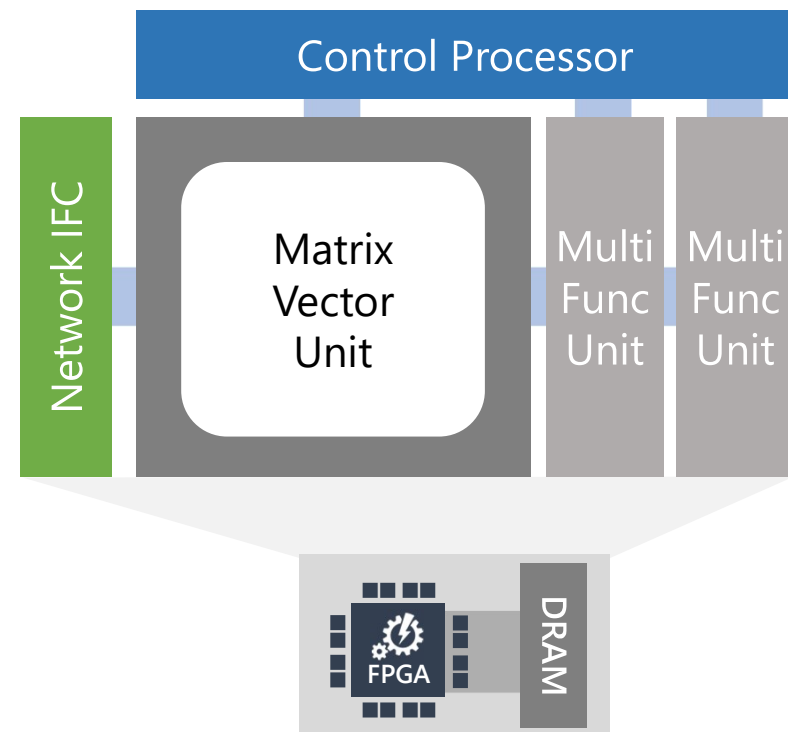 Control Processor
Network IFC
Matrix
Vector
Unit
Multi
Func
Unit
Multi
Func
Unit
FPGA
DRAM